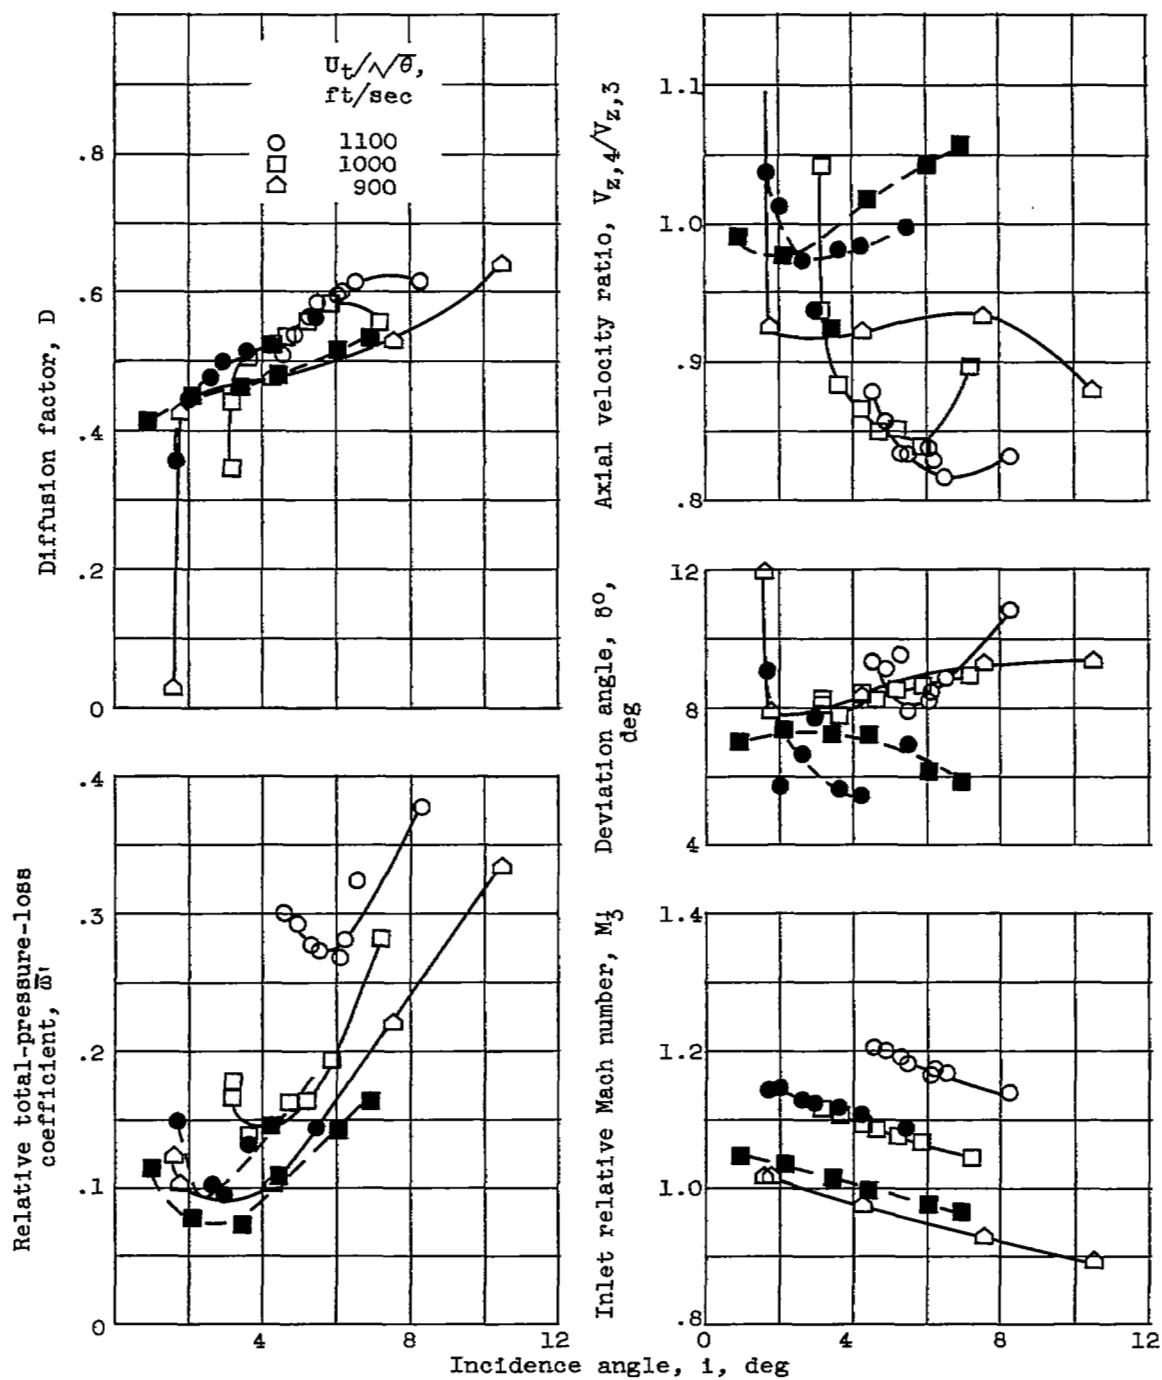 U_t/√θ,
ft/sec
1100
1000
900
Diffusion factor, D
.8
.6
.4
.2
0
Axial velocity ratio, V_z,4/V_z,3
1.1
1.0
.9
.8
Deviation angle, δ°,
deg
12
8
4
Relative total-pressure-loss
coefficient, ω̅'
.4
.3
.2
.1
0
0 4 8 12
Inlet relative Mach number, M'_3
1.4
1.2
1.0
.8
0 4 8 12
Incidence angle, i, deg